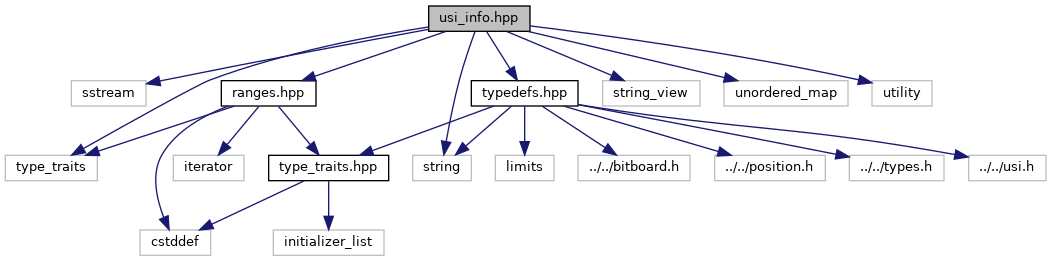 usi_info.hpp
sstream
ranges.hpp
typedefs.hpp
string_view
unordered_map
utility
type_traits
iterator
type_traits.hpp
string
limits
../../bitboard.h
../../position.h
../../types.h
../../usi.h
cstddef
initializer_list